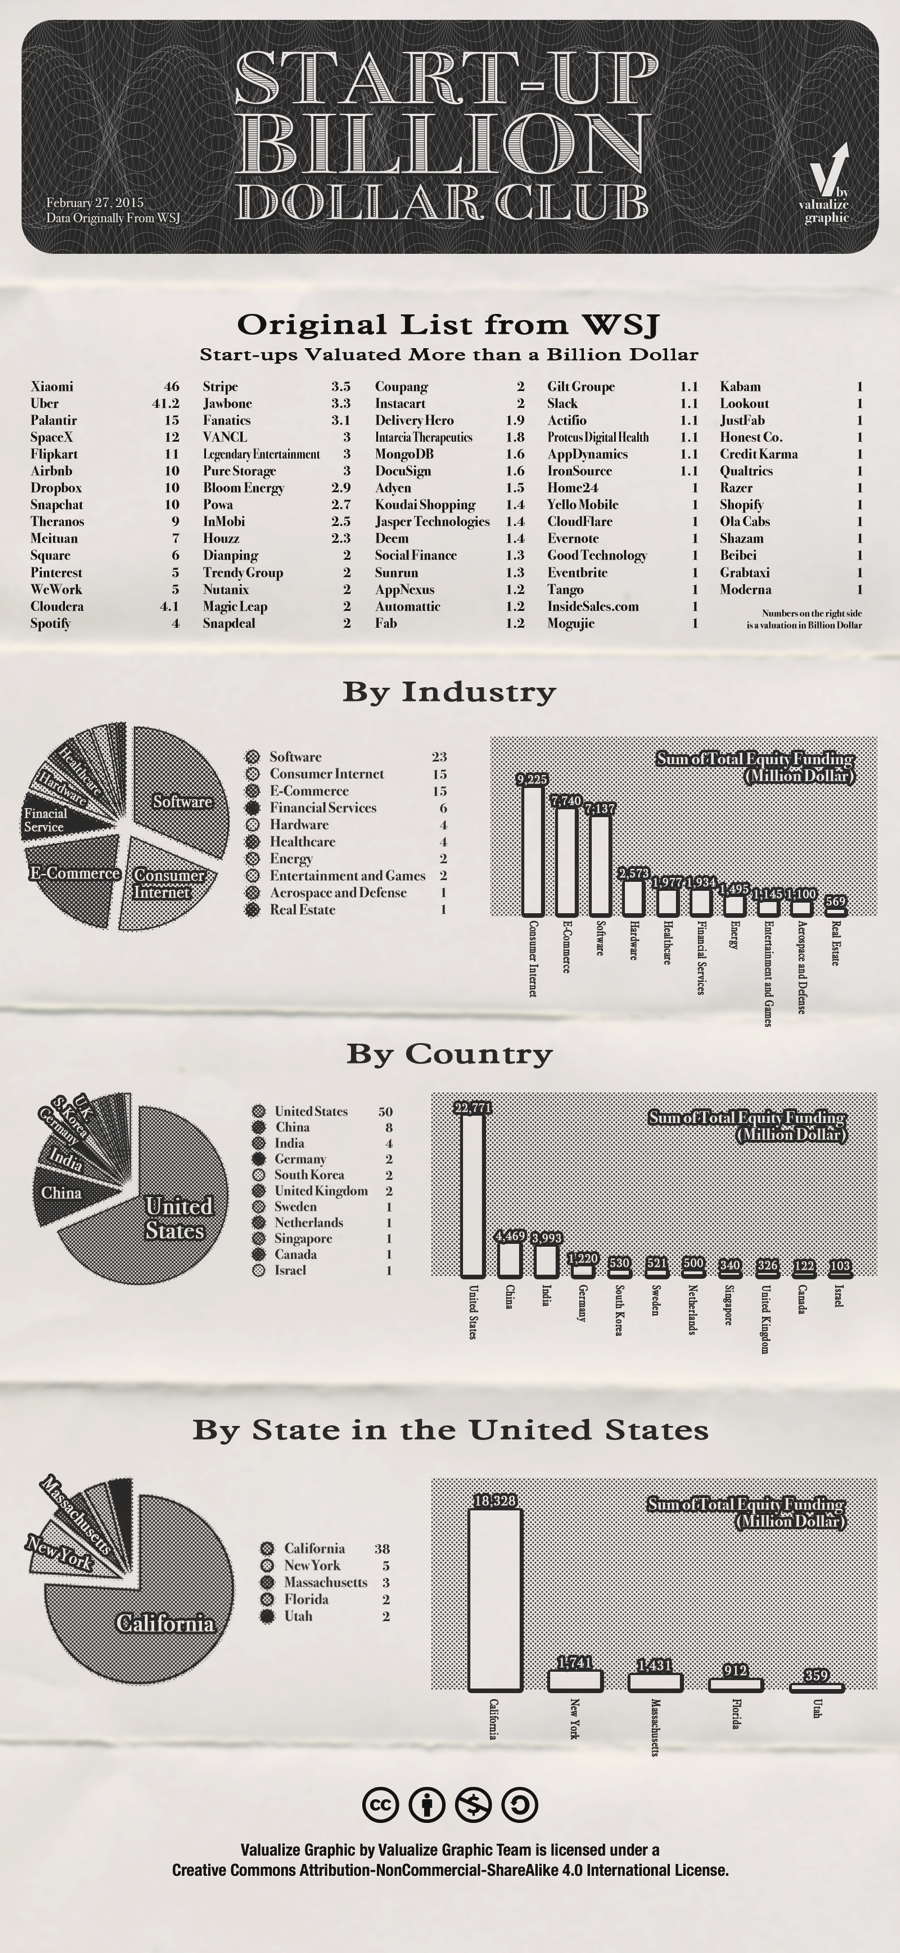 START-UP
BILLION
DOLLAR CLUB
February 27, 2015
Data Originally From WSJ
by
valualize
graphic
Original List from WSJ
Start-ups Valuated More than a Billion Dollar
Xiaomi 46
Uber 41.2
Palantir 15
SpaceX 12
Flipkart 11
Airbnb 10
Dropbox 10
Snapchat 10
Theranos 9
Meituan 7
Square 6
Pinterest 5
WeWork 5
Cloudera 4.1
Spotify 4
Stripe 3.5
Jawbone 3.3
Fanatics 3.1
VANCL 3
Legendary Entertainment 3
Pure Storage 3
Bloom Energy 2.9
Powa 2.7
InMobi 2.5
Houzz 2.3
Dianping 2
Trendy Group 2
Nutanix 2
Magic Leap 2
Snapdeal 2
Coupang 2
Instacart 2
Delivery Hero 1.9
Intarcia Therapeutics 1.8
MongoDB 1.6
DocuSign 1.6
Adyen 1.5
Koudai Shopping 1.4
Jasper Technologies 1.4
Deem 1.4
Social Finance 1.3
Sunrun 1.3
AppNexus 1.2
Automattic 1.2
Fab 1.2
Gilt Groupe 1.1
Slack 1.1
Actifio 1.1
Proteus Digital Health 1.1
AppDynamics 1.1
IronSource 1.1
Home24 1
Yello Mobile 1
CloudFlare 1
Evernote 1
Good Technology 1
Eventbrite 1
Tango 1
InsideSales.com 1
Mogujie 1
Kabam 1
Lookout 1
JustFab 1
Honest Co. 1
Credit Karma 1
Qualtrics 1
Razer 1
Shopify 1
Ola Cabs 1
Shazam 1
Beibei 1
Grabtaxi 1
Moderna 1
Numbers on the right side
is a valuation in Billion Dollar
By Industry
Software
Consumer
Internet
E-Commerce
Finacial
Service
Hardware
Healthcare
Software 23
Consumer Internet 15
E-Commerce 15
Financial Services 6
Hardware 4
Healthcare 4
Energy 2
Entertainment and Games 2
Aerospace and Defense 1
Real Estate 1
Sum of Total Equity Funding
(Million Dollar)
9,225
7,740
7,137
2,573
1,977
1,934
1,495
1,145
1,100
569
Consumer Internet
E-Commerce
Software
Hardware
Healthcare
Financial Services
Energy
Entertainment and Games
Aerospace and Defense
Real Estate
By Country
United
States
China
India
Germany
S.Korea
U.K
United States 50
China 8
India 4
Germany 2
South Korea 2
United Kingdom 2
Sweden 1
Netherlands 1
Singapore 1
Canada 1
Israel 1
Sum of Total Equity Funding
(Million Dollar)
22,771
4,469
3,993
1,220
530
521
500
340
326
122
103
United States
China
India
Germany
South Korea
Sweden
Netherlands
Singapore
United Kingdom
Canada
Israel
By State in the United States
California
New York
Massachusetts
California 38
New York 5
Massachusetts 3
Florida 2
Utah 2
Sum of Total Equity Funding
(Million Dollar)
18,328
1,741
1,431
912
359
California
New York
Massachusetts
Florida
Utah
cc
Valualize Graphic by Valualize Graphic Team is licensed under a
Creative Commons Attribution-NonCommercial-ShareAlike 4.0 International License.